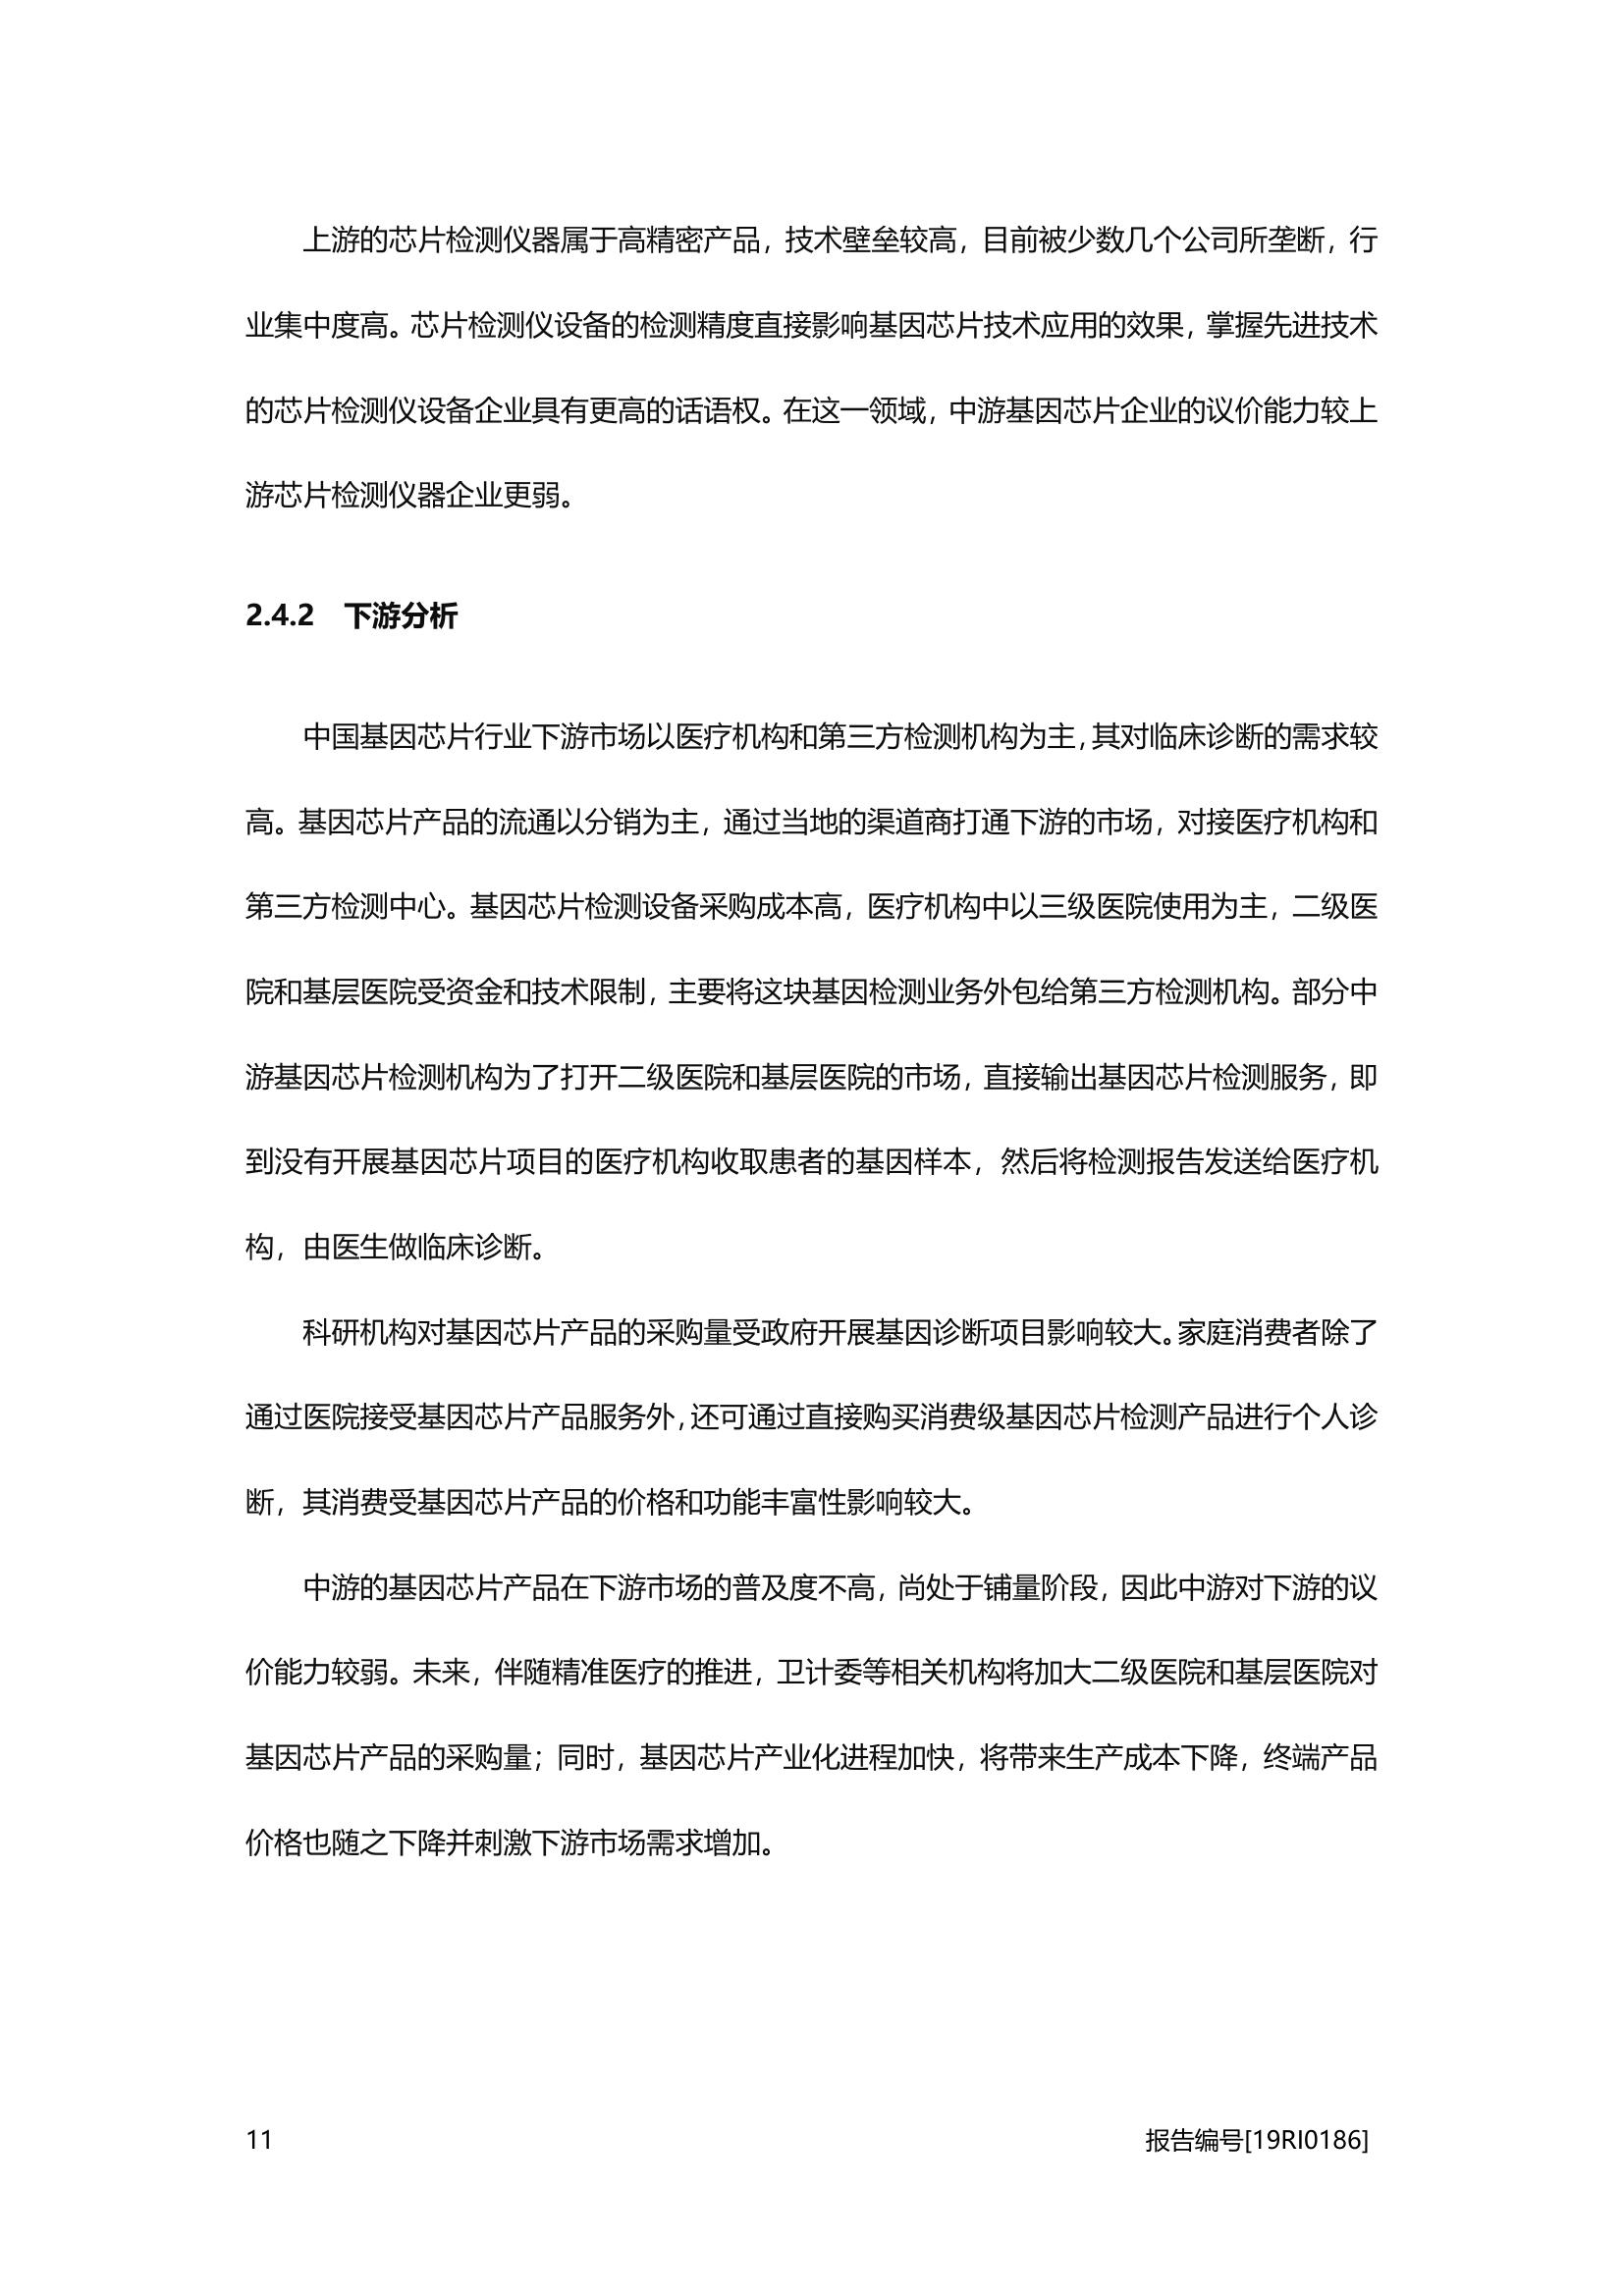 上游的芯片检测仪器属于高精密产品，技术壁垒较高，目前被少数几个公司所垄断，行
业集中度高。芯片检测仪设备的检测精度直接影响基因芯片技术应用的效果，掌握先进技术
的芯片检测仪设备企业具有更高的话语权。在这一领域，中游基因芯片企业的议价能力较上
游芯片检测仪器企业更弱。
2.4.2 下游分析
中国基因芯片行业下游市场以医疗机构和第三方检测机构为主，其对临床诊断的需求较
高。基因芯片产品的流通以分销为主，通过当地的渠道商打通下游的市场，对接医疗机构和
第三方检测中心。基因芯片检测设备采购成本高，医疗机构中以三级医院使用为主，二级医
院和基层医院受资金和技术限制，主要将这块基因检测业务外包给第三方检测机构。部分中
游基因芯片检测机构为了打开二级医院和基层医院的市场，直接输出基因芯片检测服务，即
到没有开展基因芯片项目的医疗机构收取患者的基因样本，然后将检测报告发送给医疗机
构，由医生做临床诊断。
科研机构对基因芯片产品的采购量受政府开展基因诊断项目影响较大。家庭消费者除了
通过医院接受基因芯片产品服务外，还可通过直接购买消费级基因芯片检测产品进行个人诊
断，其消费受基因芯片产品的价格和功能丰富性影响较大。
中游的基因芯片产品在下游市场的普及度不高，尚处于铺量阶段，因此中游对下游的议
价能力较弱。未来，伴随精准医疗的推进，卫计委等相关机构将加大二级医院和基层医院对
基因芯片产品的采购量；同时，基因芯片产业化进程加快，将带来生产成本下降，终端产品
价格也随之下降并刺激下游市场需求增加。
11 报告编号[19RI0186]